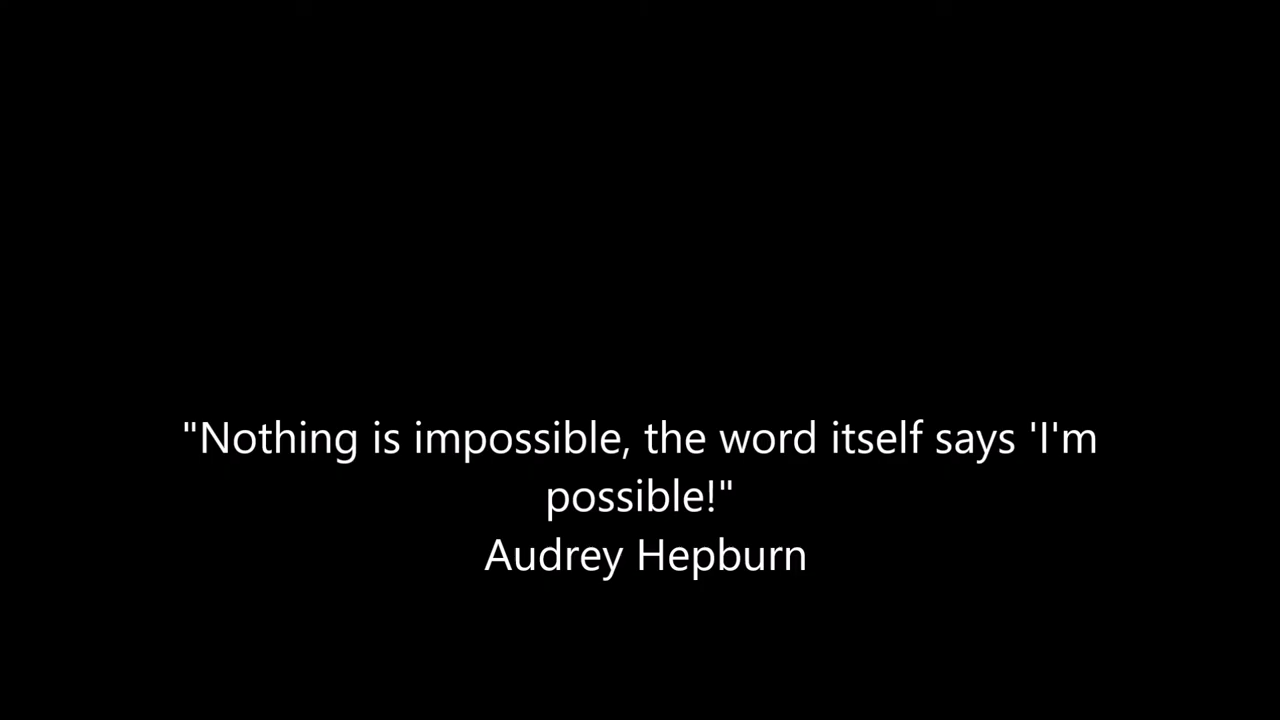 "Nothing is impossible, the word itself says 'I'm
possible!"
Audrey Hepburn